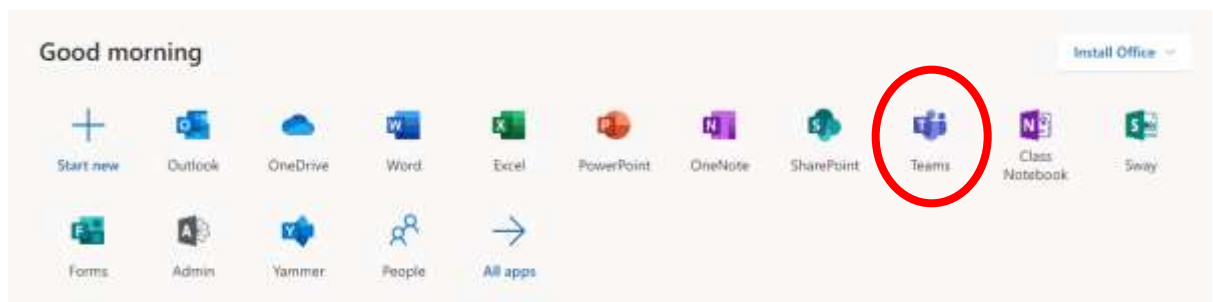 Good morning
Install Office
Start new
Outlook
OneDrive
Word
Excel
PowerPoint
OneNote
SharePoint
Teams
Class
Notebook
Sway
Forms
Admin
Yammer
People
All apps